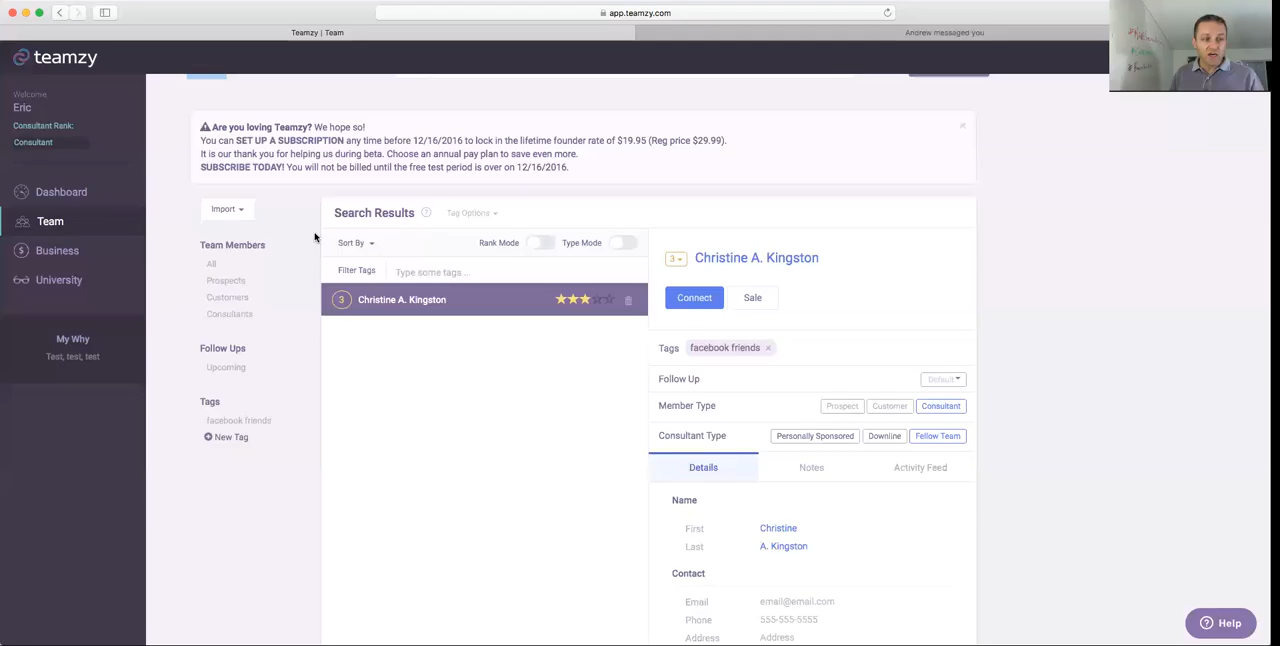 app.teamzy.com
Teamzy | Team
Andrew messaged you
teamzy
Welcome
Eric
Consultant Rank:
Consultant
Dashboard
Team
Business
University
My Why
Test, test, test
Are you loving Teamzy? We hope so!
You can SET UP A SUBSCRIPTION any time before 12/16/2016 to lock in the lifetime founder rate of $19.95 (Reg price $29.99).
It is our thank you for helping us during beta. Choose an annual pay plan to save even more.
SUBSCRIBE TODAY! You will not be billed until the free test period is over on 12/16/2016.
Import
Team Members
All
Prospects
Customers
Consultants
Follow Ups
Upcoming
Tags
facebook friends
New Tag
Search Results ? Tag Options
Sort By Rank Mode Type Mode
Filter Tags Type some tags ...
3 Christine A. Kingston
3 Christine A. Kingston
Connect Sale
Tags facebook friends ×
Follow Up Default
Member Type Prospect Customer Consultant
Consultant Type Personally Sponsored Downline Fellow Team
Details Notes Activity Feed
Name
First Christine
Last A. Kingston
Contact
Email email@email.com
Phone 555-555-5555
Address Address
? Help